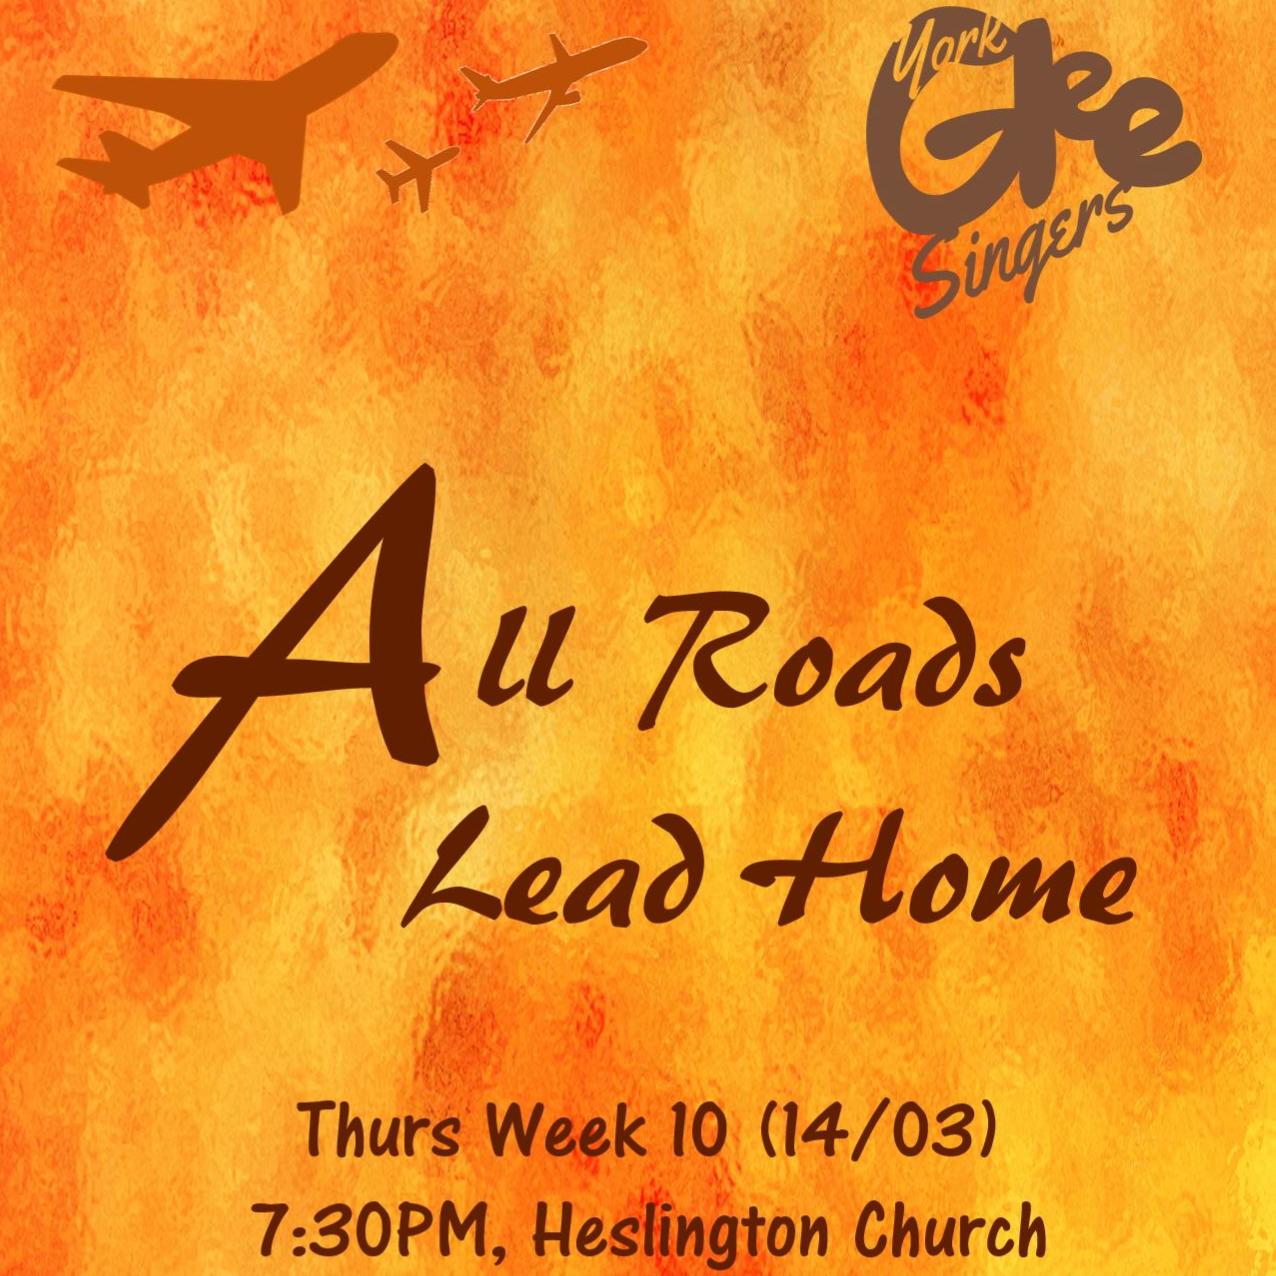 York
Glee
Singers
All Roads
Lead Home
Thurs Week 10 (14/03)
7:30PM, Heslington Church